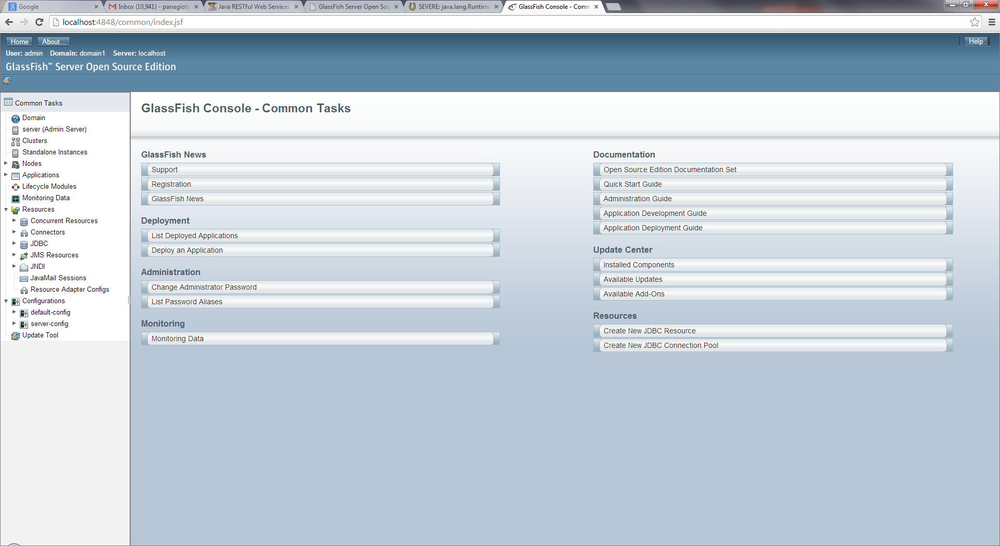 Google
Inbox (10,941) - panagiotis
Java RESTful Web Services
GlassFish Server Open Sou
SEVERE: java.lang.Runtime
GlassFish Console - Comm
localhost:4848/common/index.jsf
Home
About...
Help
User: admin
Domain: domain1
Server: localhost
GlassFish™ Server Open Source Edition
Common Tasks
Domain
server (Admin Server)
Clusters
Standalone Instances
Nodes
Applications
Lifecycle Modules
Monitoring Data
Resources
Concurrent Resources
Connectors
JDBC
JMS Resources
JNDI
JavaMail Sessions
Resource Adapter Configs
Configurations
default-config
server-config
Update Tool
GlassFish Console - Common Tasks
GlassFish News
Support
Registration
GlassFish News
Deployment
List Deployed Applications
Deploy an Application
Administration
Change Administrator Password
List Password Aliases
Monitoring
Monitoring Data
Documentation
Open Source Edition Documentation Set
Quick Start Guide
Administration Guide
Application Development Guide
Application Deployment Guide
Update Center
Installed Components
Available Updates
Available Add-Ons
Resources
Create New JDBC Resource
Create New JDBC Connection Pool